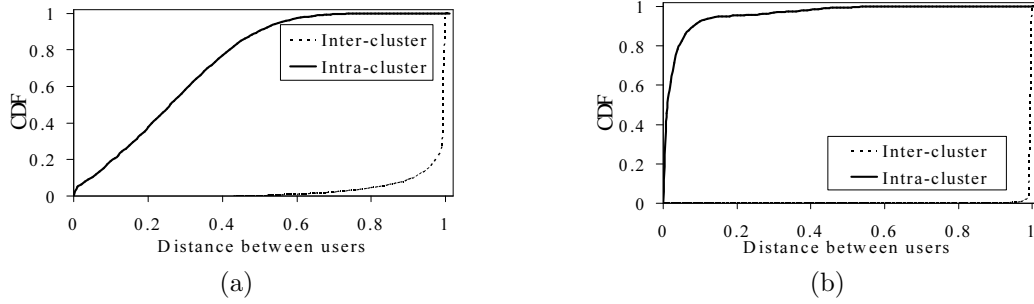 1
0.8
0.6
0.4
0.2
0
CDF
Inter-cluster
Intra-cluster
0 0.2 0.4 0.6 0.8 1
Distance between users
(a)
1
0.8
0.6
0.4
0.2
0
CDF
Inter-cluster
Intra-cluster
0 0.2 0.4 0.6 0.8 1
Distance between users
(b)